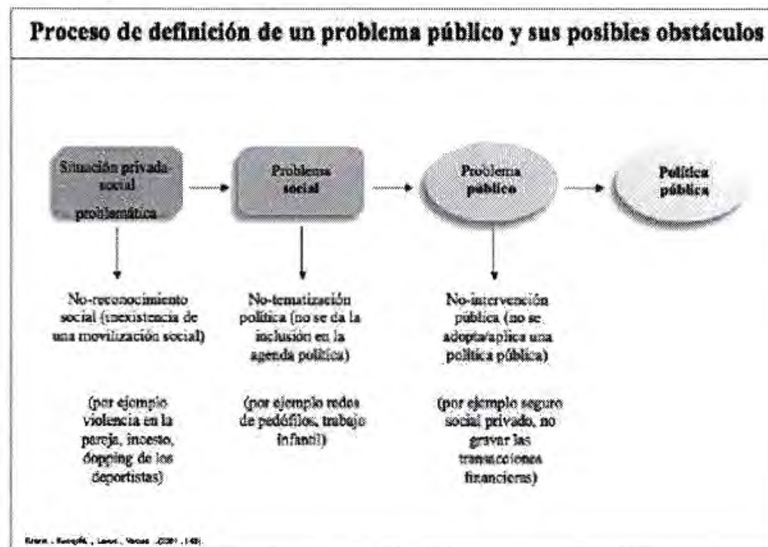 Proceso de definición de un problema público y sus posibles obstáculos
Situación privada-
social
problemática
Problema
social
Problema
público
Política
pública
No-reconocimiento
social (inexistencia de
una movilización social)
No-tematización
política (no se da la
inclusión en la
agenda política)
No-intervención
pública (no se
adopta/aplica una
política pública)
(por ejemplo
violencia en la
pareja, incesto,
dopping de los
deportistas)
(por ejemplo redes
de pedófilos, trabajo
infantil)
(por ejemplo seguro
social privado, no
gravar las
transacciones
financieras)